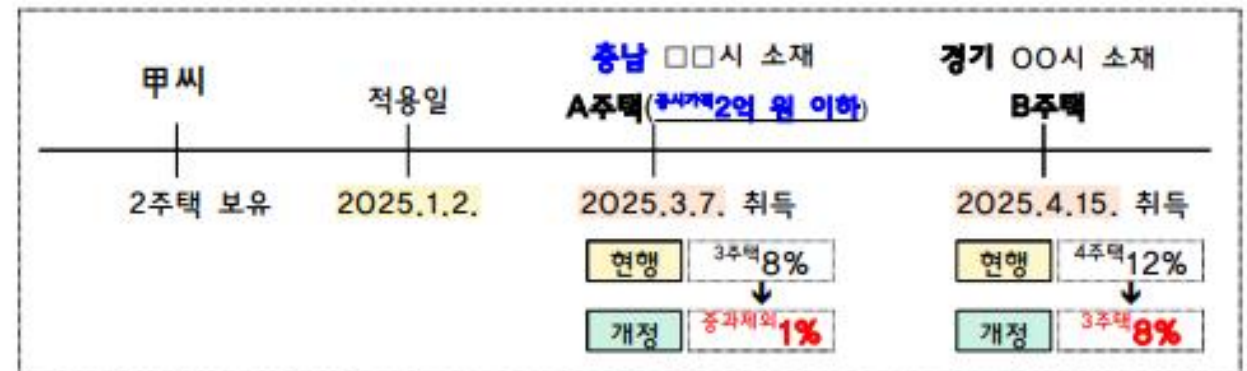 甲씨
적용일
충남 □□시 소재
A주택(공시가격2억 원 이하)
경기 OO시 소재
B주택
2주택 보유
2025.1.2.
2025.3.7. 취득
2025.4.15. 취득
현행 3주택8%
↓
개정 중과제외1%
현행 4주택12%
↓
개정 3주택8%